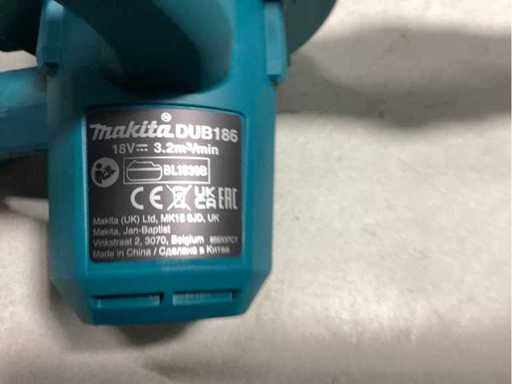 makita® DUB186
18V⎓ 3.2m³/min
BL1830B
CE UK CA EAC
Makita (UK) Ltd, MK15 8JD, UK
Makita, Jan-Baptist
Vinkstraat 2, 3070, Belgium
Made in China / Сделано в Китае